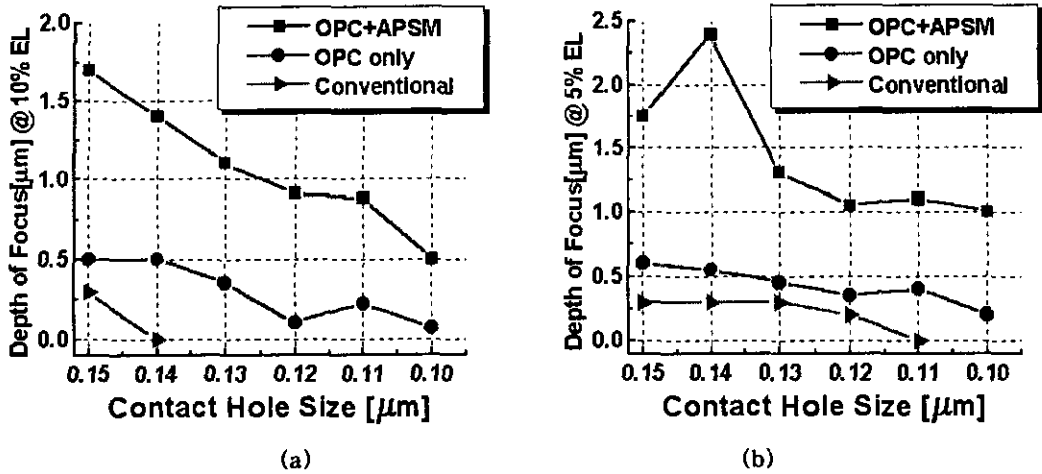 2.0
1.5
1.0
0.5
0.0
Depth of Focus[μm] @ 10% EL
OPC+APSM
OPC only
Conventional
0.15 0.14 0.13 0.12 0.11 0.10
Contact Hole Size [μm]
(a)
2.5
2.0
1.5
1.0
0.5
0.0
Depth of Focus[μm] @ 5% EL
OPC+APSM
OPC only
Conventional
0.15 0.14 0.13 0.12 0.11 0.10
Contact Hole Size [μm]
(b)